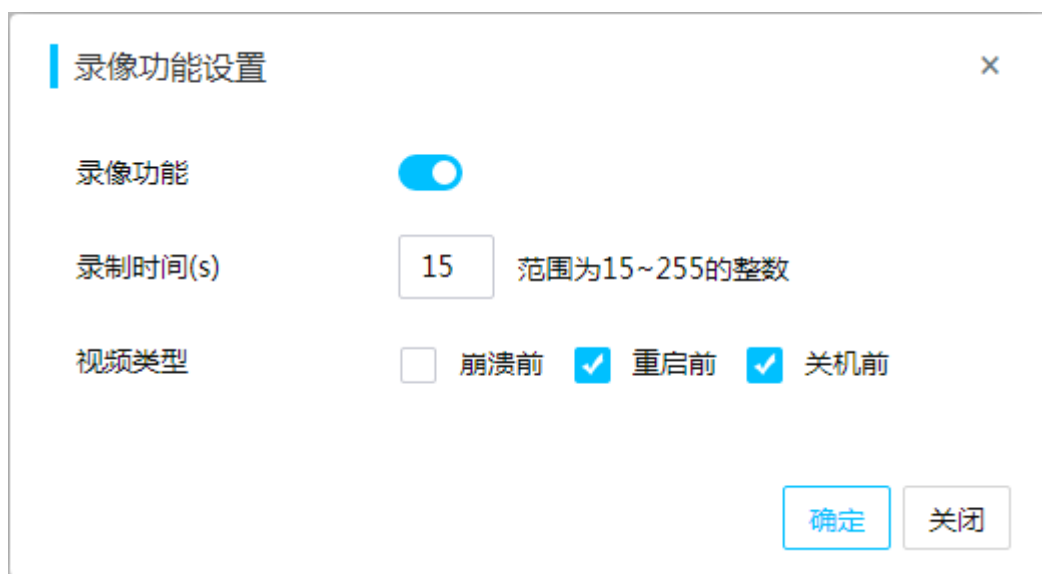 录像功能设置 ×
录像功能
录制时间(s) 15 范围为15~255的整数
视频类型 崩溃前 重启前 关机前
确定 关闭